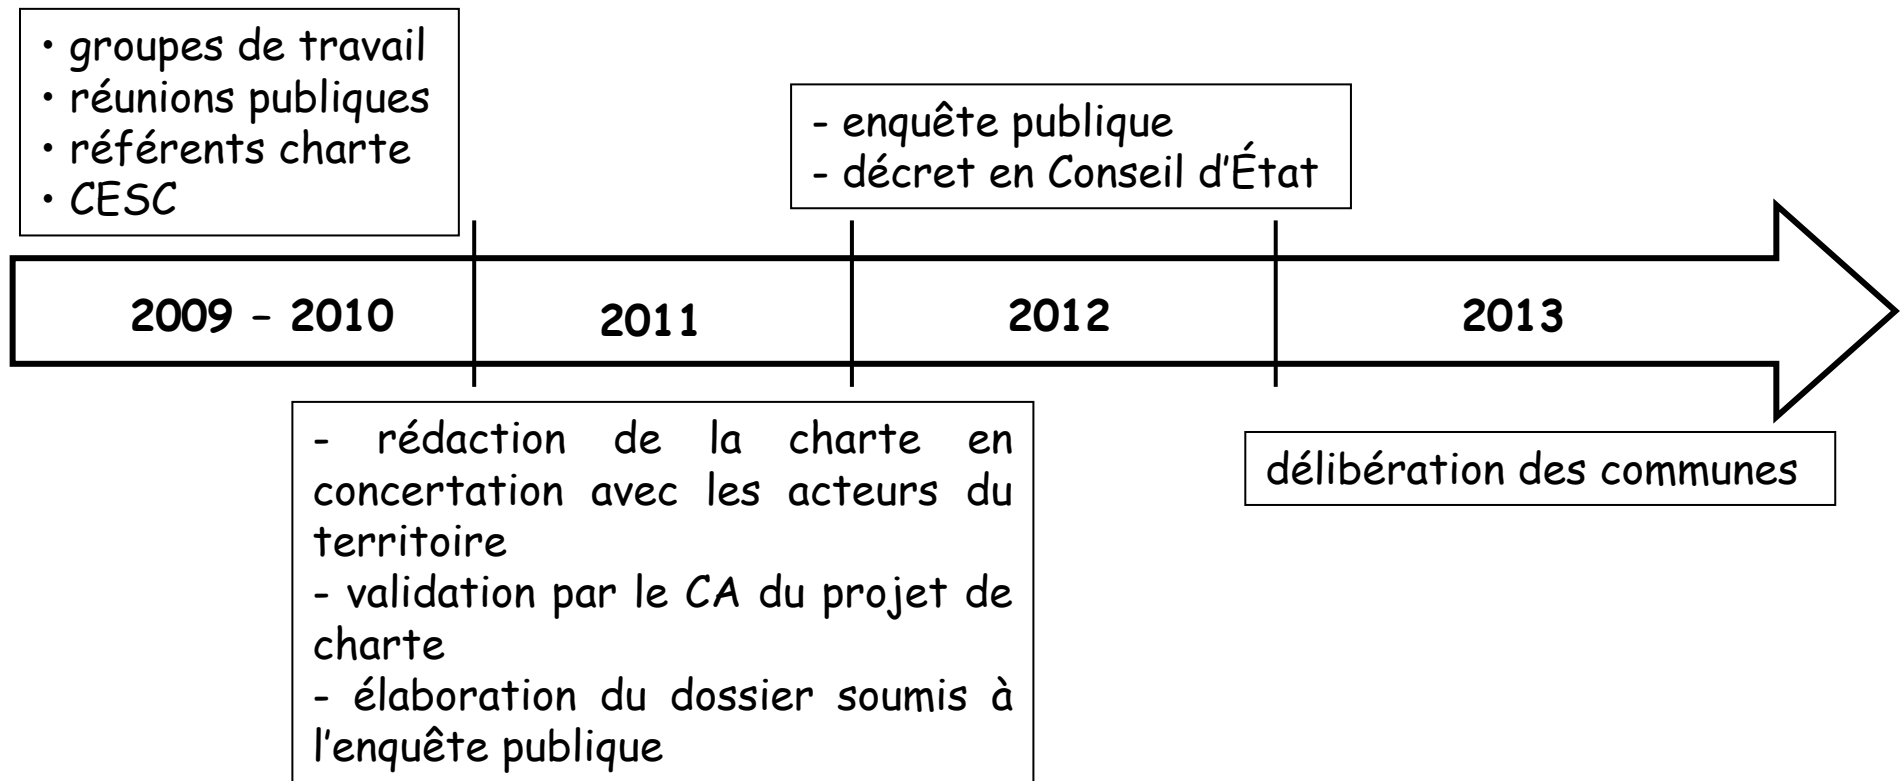 • groupes de travail
• réunions publiques
• référents charte
• CESC
- enquête publique
- décret en Conseil d'État
2009 – 2010
2011
2012
2013
- rédaction de la charte en
concertation avec les acteurs du
territoire
- validation par le CA du projet de
charte
- élaboration du dossier soumis à
l'enquête publique
délibération des communes